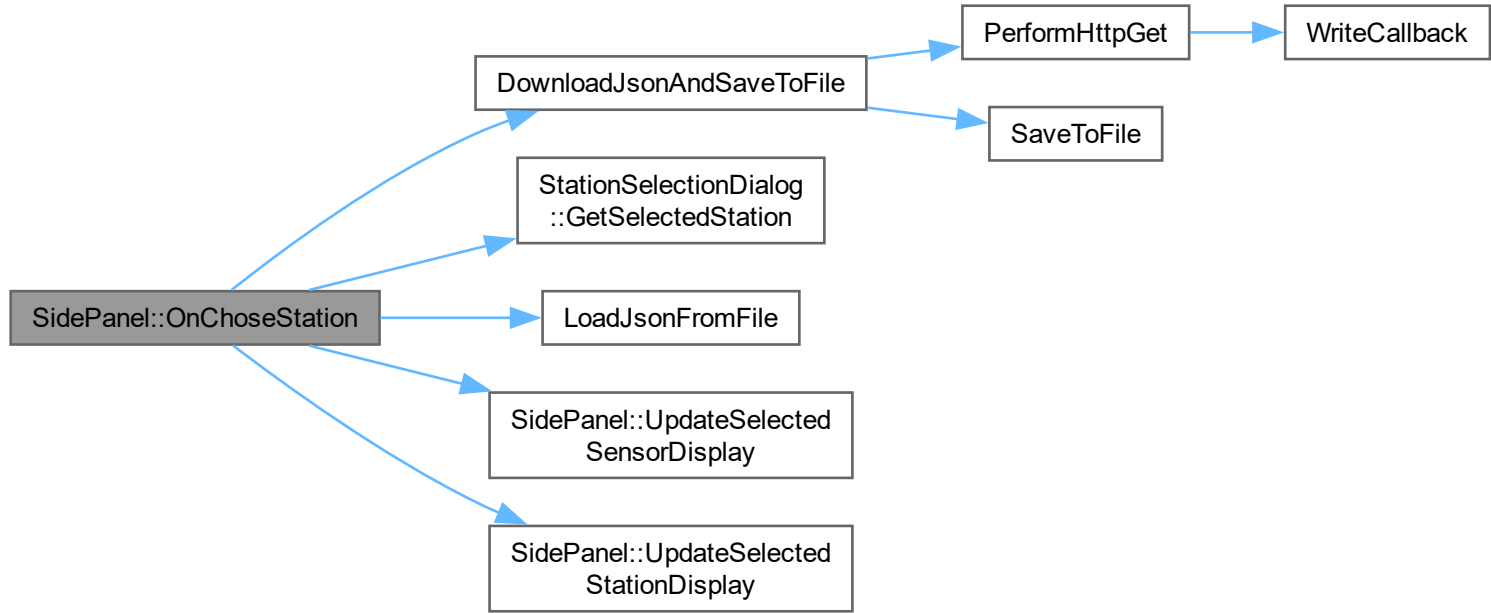 SidePanel::OnChoseStation
DownloadJsonAndSaveToFile
PerformHttpGet
WriteCallback
SaveToFile
StationSelectionDialog
::GetSelectedStation
LoadJsonFromFile
SidePanel::UpdateSelected
SensorDisplay
SidePanel::UpdateSelected
StationDisplay